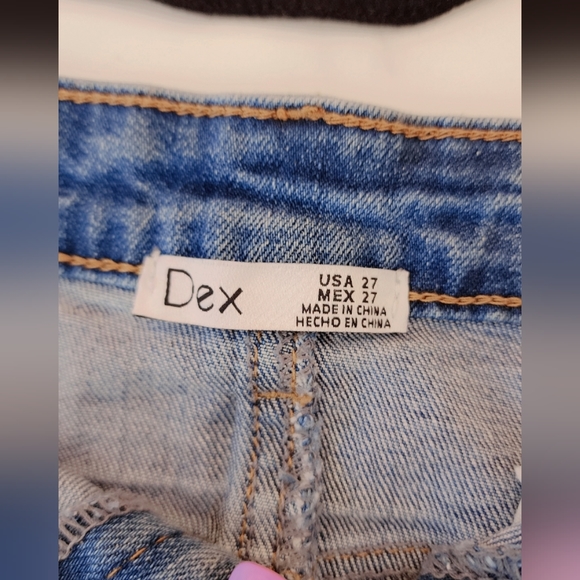 Dex
USA 27
MEX 27
MADE IN CHINA
HECHO EN CHINA